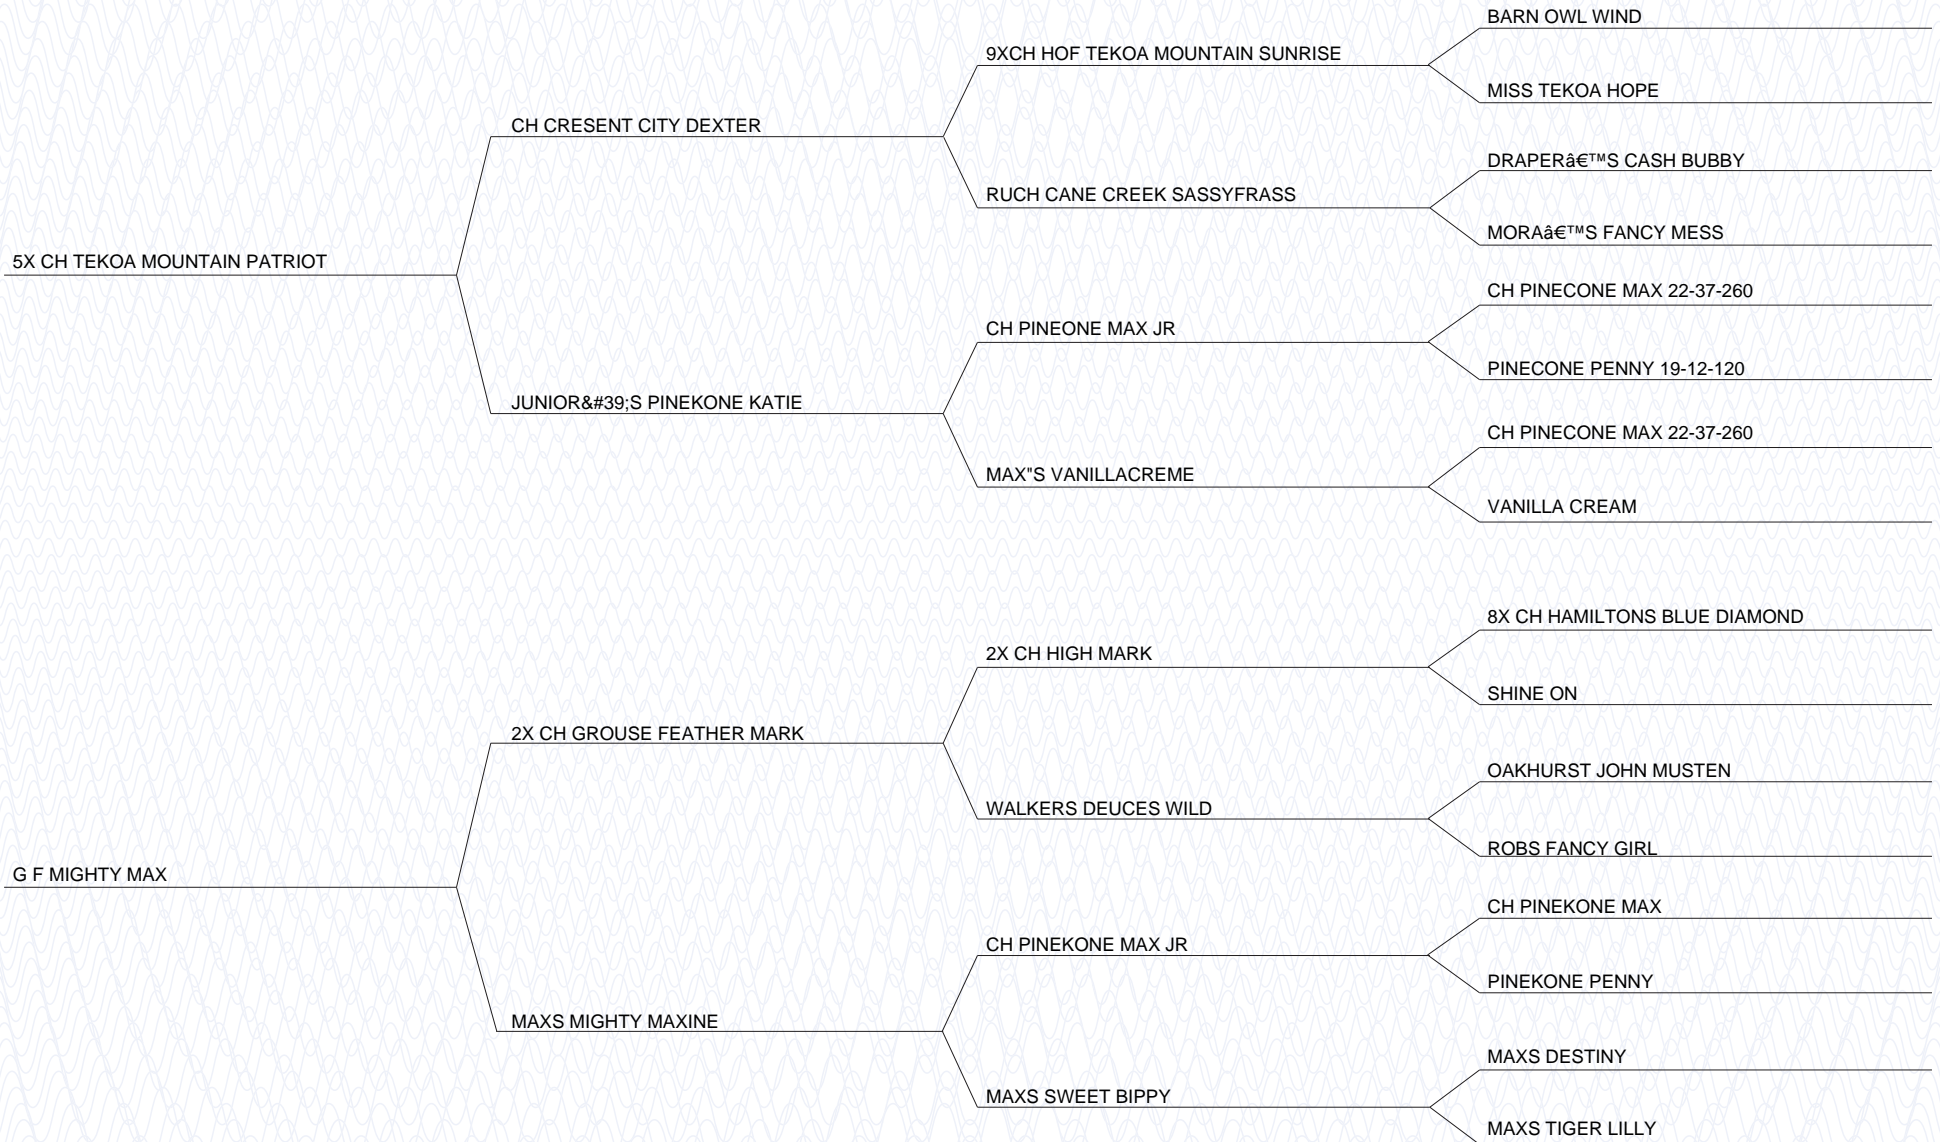 BARN OWL WIND
9XCH HOF TEKOA MOUNTAIN SUNRISE
MISS TEKOA HOPE
CH CRESENT CITY DEXTER
DRAPERâ€™S CASH BUBBY
RUCH CANE CREEK SASSYFRASS
MORAâ€™S FANCY MESS
5X CH TEKOA MOUNTAIN PATRIOT
CH PINECONE MAX 22-37-260
CH PINEONE MAX JR
PINECONE PENNY 19-12-120
JUNIOR&#39;S PINEKONE KATIE
CH PINECONE MAX 22-37-260
MAX"S VANILLACREME
VANILLA CREAM
8X CH HAMILTONS BLUE DIAMOND
2X CH HIGH MARK
SHINE ON
2X CH GROUSE FEATHER MARK
OAKHURST JOHN MUSTEN
WALKERS DEUCES WILD
ROBS FANCY GIRL
G F MIGHTY MAX
CH PINEKONE MAX
CH PINEKONE MAX JR
PINEKONE PENNY
MAXS MIGHTY MAXINE
MAXS DESTINY
MAXS SWEET BIPPY
MAXS TIGER LILLY